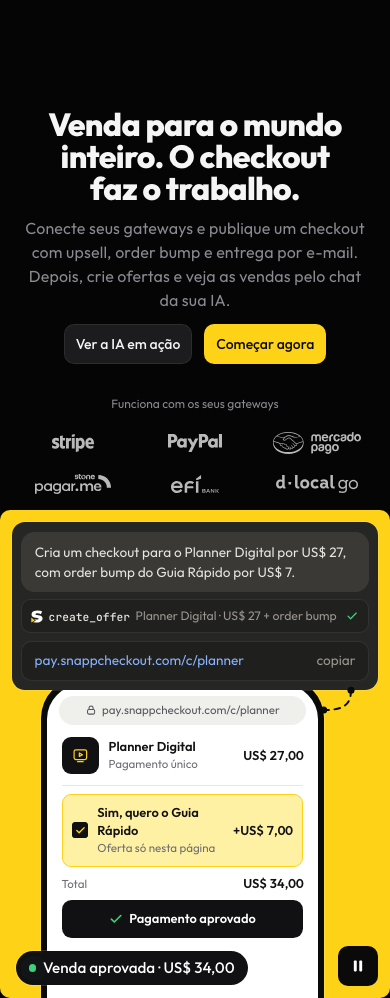 Venda para o mundo
inteiro. O checkout
faz o trabalho.
Conecte seus gateways e publique um checkout
com upsell, order bump e entrega por e-mail.
Depois, crie ofertas e veja as vendas pelo chat
da sua IA.
Ver a IA em ação
Começar agora
Funciona com os seus gateways
stripe
PayPal
mercado
pago
stone
pagar.me
efí BANK
d·local go
Cria um checkout para o Planner Digital por US$ 27,
com order bump do Guia Rápido por US$ 7.
create_offer Planner Digital · US$ 27 + order bump
pay.snappcheckout.com/c/planner copiar
pay.snappcheckout.com/c/planner
Planner Digital
Pagamento único
US$ 27,00
Sim, quero o Guia
Rápido
Oferta só nesta página
+US$ 7,00
Total US$ 34,00
Pagamento aprovado
Venda aprovada · US$ 34,00